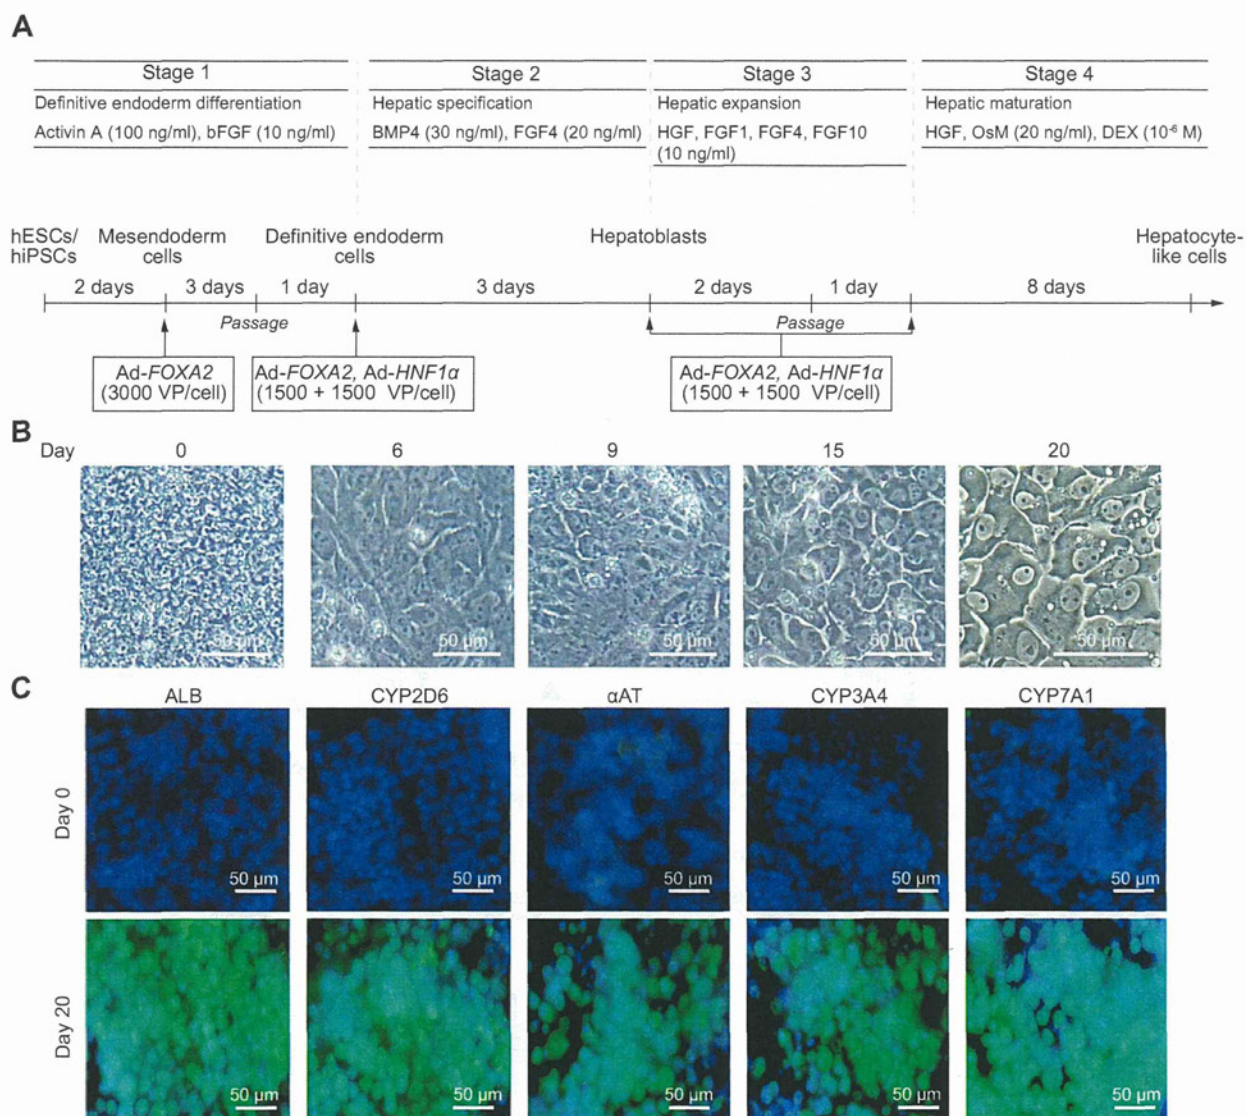 A
Stage 1
Stage 2
Stage 3
Stage 4
Definitive endoderm differentiation
Hepatic specification
Hepatic expansion
Hepatic maturation
Activin A (100 ng/ml), bFGF (10 ng/ml)
BMP4 (30 ng/ml), FGF4 (20 ng/ml)
HGF, FGF1, FGF4, FGF10
(10 ng/ml)
HGF, OsM (20 ng/ml), DEX (10⁻⁶ M)
hESCs/
hiPSCs
Mesendoderm
cells
Definitive endoderm
cells
Hepatoblasts
Hepatocyte-
like cells
2 days
3 days
1 day
3 days
2 days
1 day
8 days
Passage
Passage
Ad-FOXA2
(3000 VP/cell)
Ad-FOXA2, Ad-HNF1α
(1500 + 1500 VP/cell)
Ad-FOXA2, Ad-HNF1α
(1500 + 1500 VP/cell)
B
Day 0 6 9 15 20
50 µm
50 µm
50 µm
50 µm
50 µm
C
ALB
CYP2D6
αAT
CYP3A4
CYP7A1
Day 0
50 µm
50 µm
50 µm
50 µm
50 µm
Day 20
50 µm
50 µm
50 µm
50 µm
50 µm